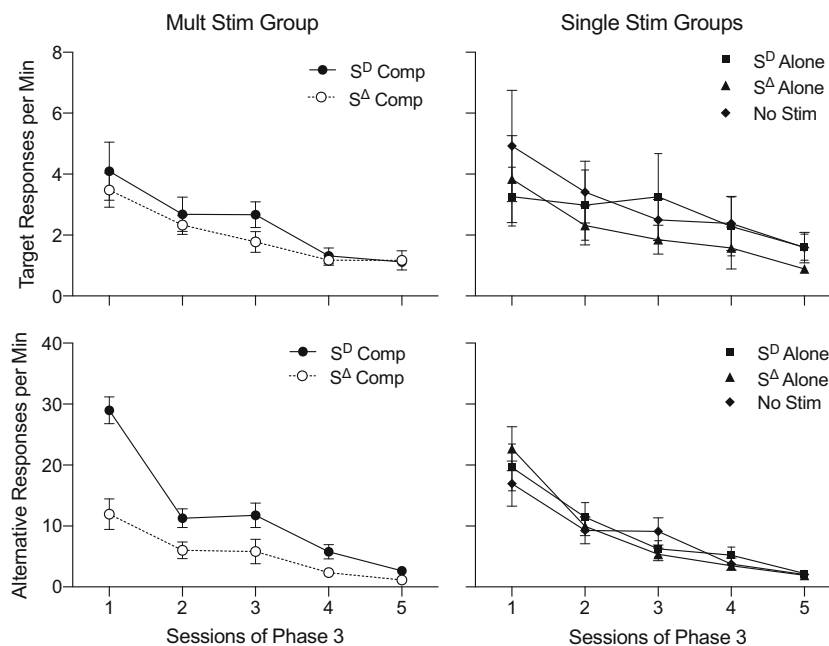 Mult Stim Group
Single Stim Groups
Target Responses per Min
8
6
4
2
0
S^D Comp
S^Δ Comp
S^D Alone
S^Δ Alone
No Stim
Alternative Responses per Min
40
30
20
10
0
S^D Comp
S^Δ Comp
S^D Alone
S^Δ Alone
No Stim
1 2 3 4 5
1 2 3 4 5
Sessions of Phase 3
Sessions of Phase 3